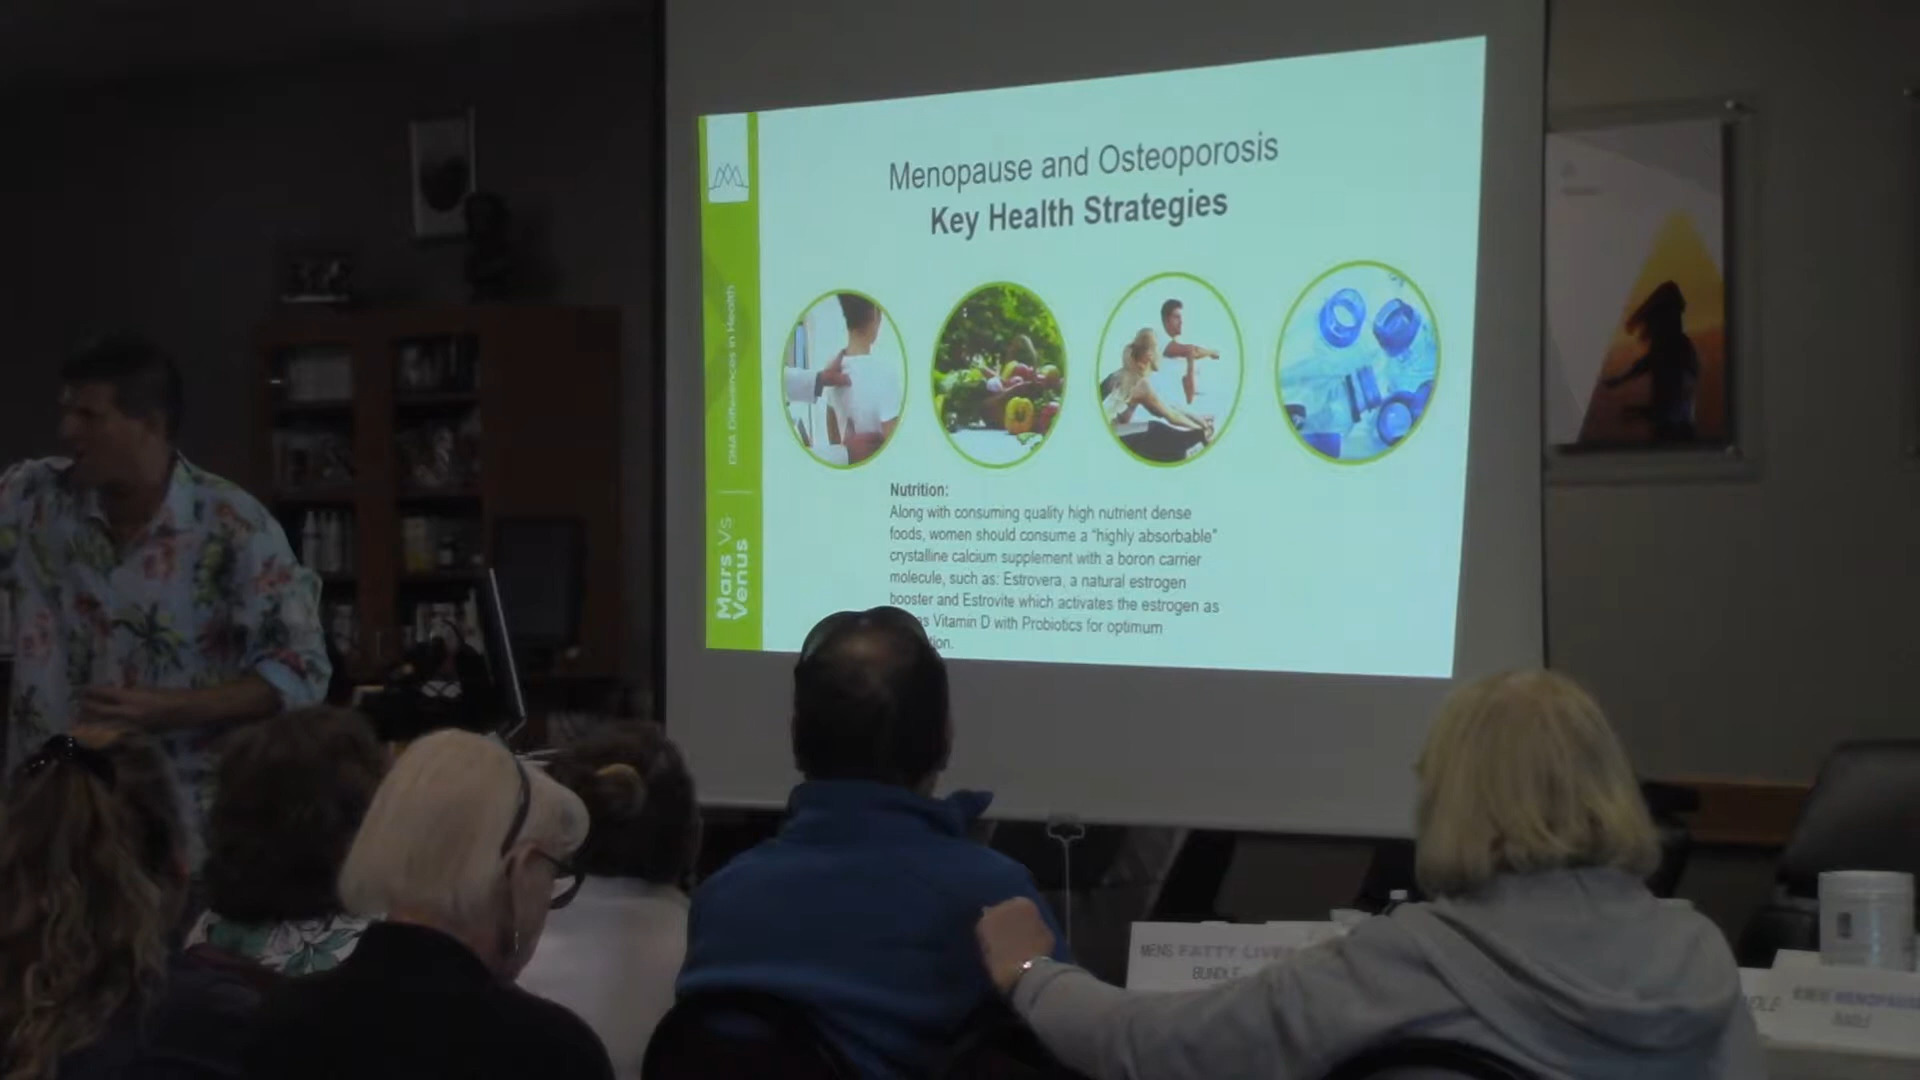 Menopause and Osteoporosis
Key Health Strategies
DNA Differences in Health
Mars Vs
Venus
Nutrition:
Along with consuming quality high nutrient dense
foods, women should consume a "highly absorbable"
crystalline calcium supplement with a boron carrier
molecule, such as: Estrovera, a natural estrogen
booster and Estrovite which activates the estrogen as
as Vitamin D with Probiotics for optimum
tion.
MENS FATTY LIVER
BUNDLE